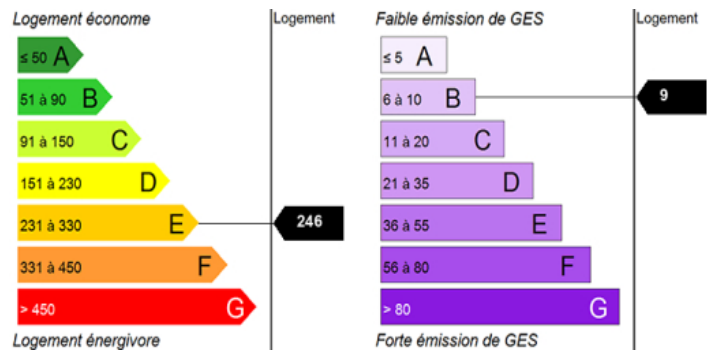 Logement économe
Logement
≤ 50 A
51 à 90 B
91 à 150 C
151 à 230 D
231 à 330 E
246
331 à 450 F
> 450 G
Logement énergivore
Faible émission de GES
Logement
≤ 5 A
6 à 10 B
9
11 à 20 C
21 à 35 D
36 à 55 E
56 à 80 F
> 80 G
Forte émission de GES